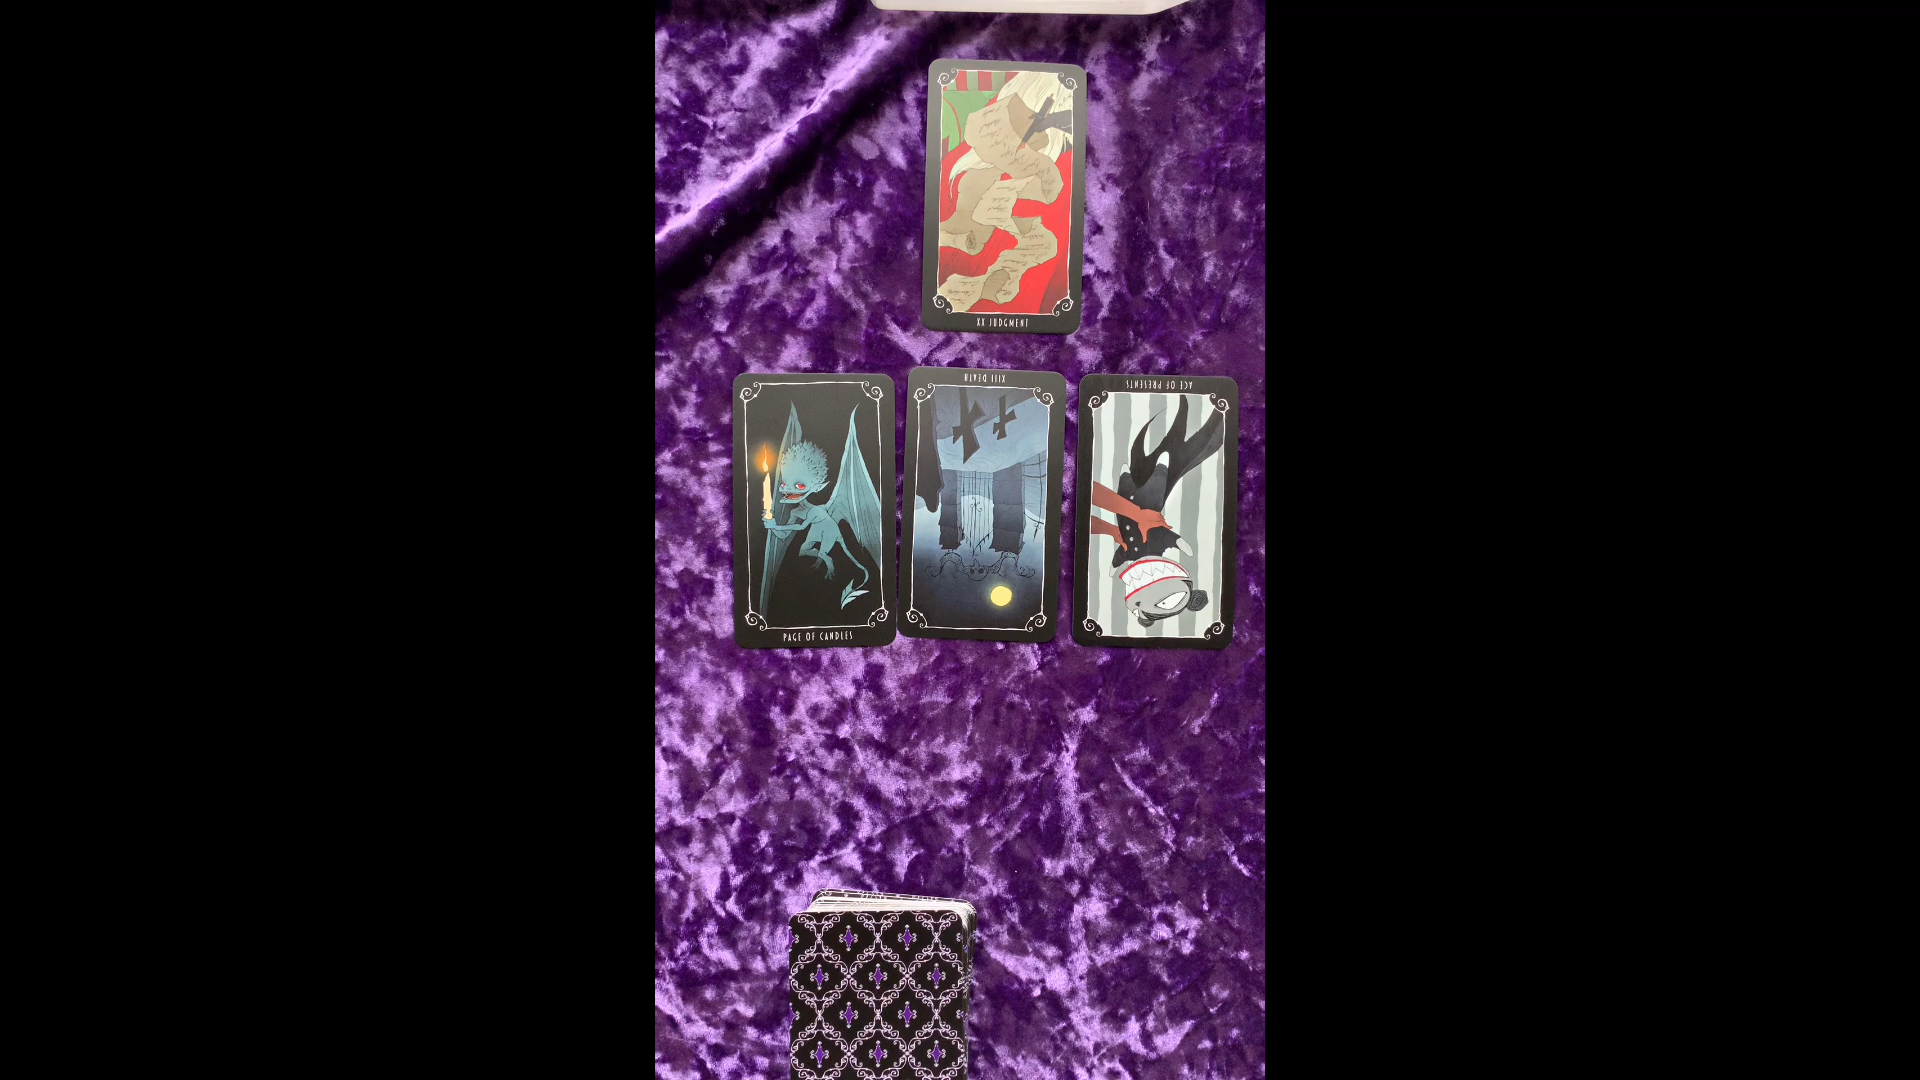 XX JUDGMENT
XIII DEATH
ACE OF PRESENTS
PAGE OF CANDLES